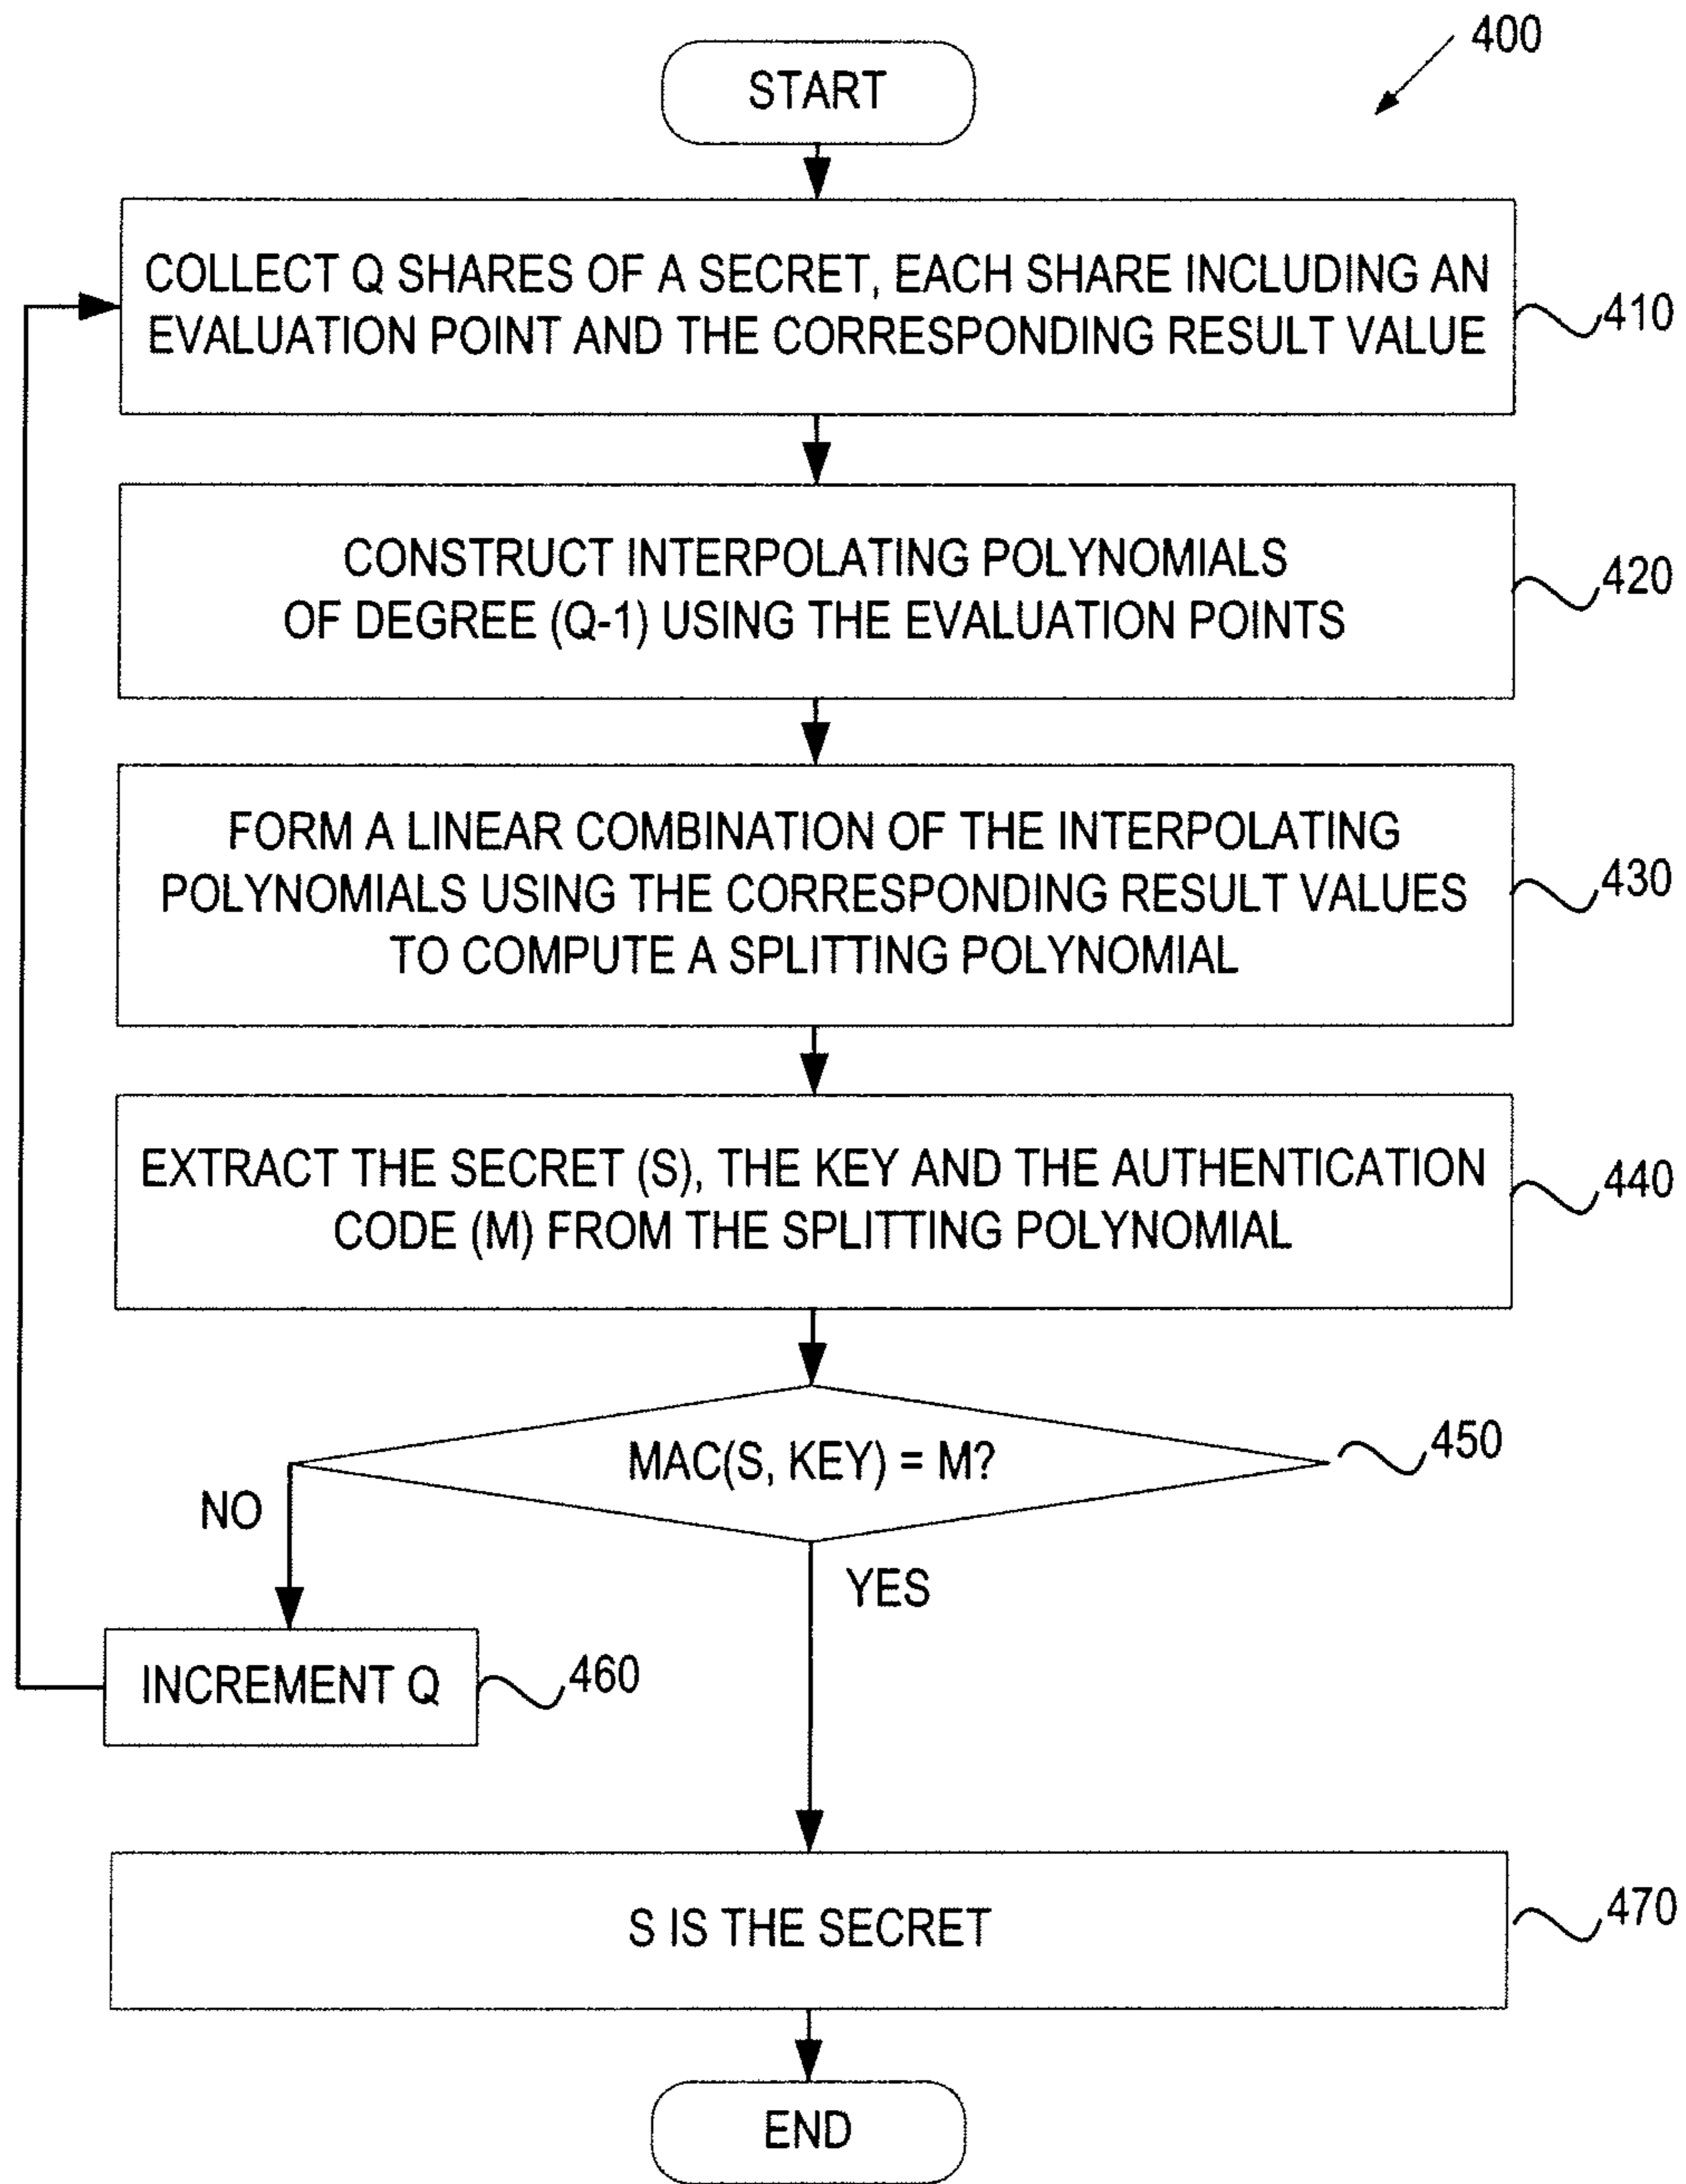 400
START
COLLECT Q SHARES OF A SECRET, EACH SHARE INCLUDING AN
EVALUATION POINT AND THE CORRESPONDING RESULT VALUE
410
CONSTRUCT INTERPOLATING POLYNOMIALS
OF DEGREE (Q-1) USING THE EVALUATION POINTS
420
FORM A LINEAR COMBINATION OF THE INTERPOLATING
POLYNOMIALS USING THE CORRESPONDING RESULT VALUES
TO COMPUTE A SPLITTING POLYNOMIAL
430
EXTRACT THE SECRET (S), THE KEY AND THE AUTHENTICATION
CODE (M) FROM THE SPLITTING POLYNOMIAL
440
MAC(S, KEY) = M?
450
NO
YES
INCREMENT Q
460
S IS THE SECRET
470
END